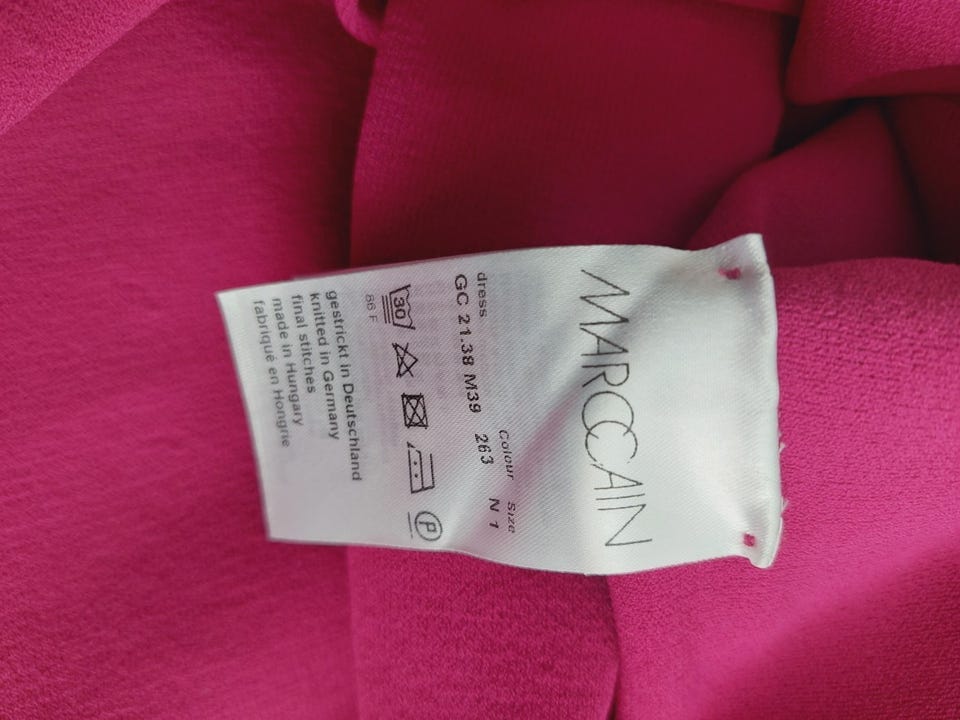 MARCCAIN
Colour Size
dress
GC 21.38 M39 263 N 1
30 P
86 F
gestrickt in Deutschland
knitted in Germany
final stitches
made in Hungary
fabriqué en Hongrie